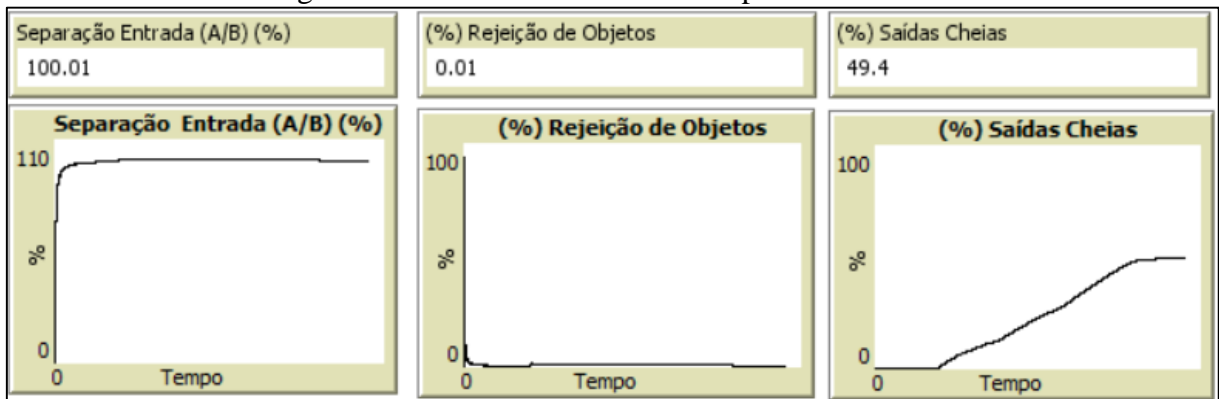 Separação Entrada (A/B) (%)
100.01
(%) Rejeição de Objetos
0.01
(%) Saídas Cheias
49.4
Separação Entrada (A/B) (%)
110
%
0
0
Tempo
(%) Rejeição de Objetos
100
%
0
0
Tempo
(%) Saídas Cheias
100
%
0
0
Tempo